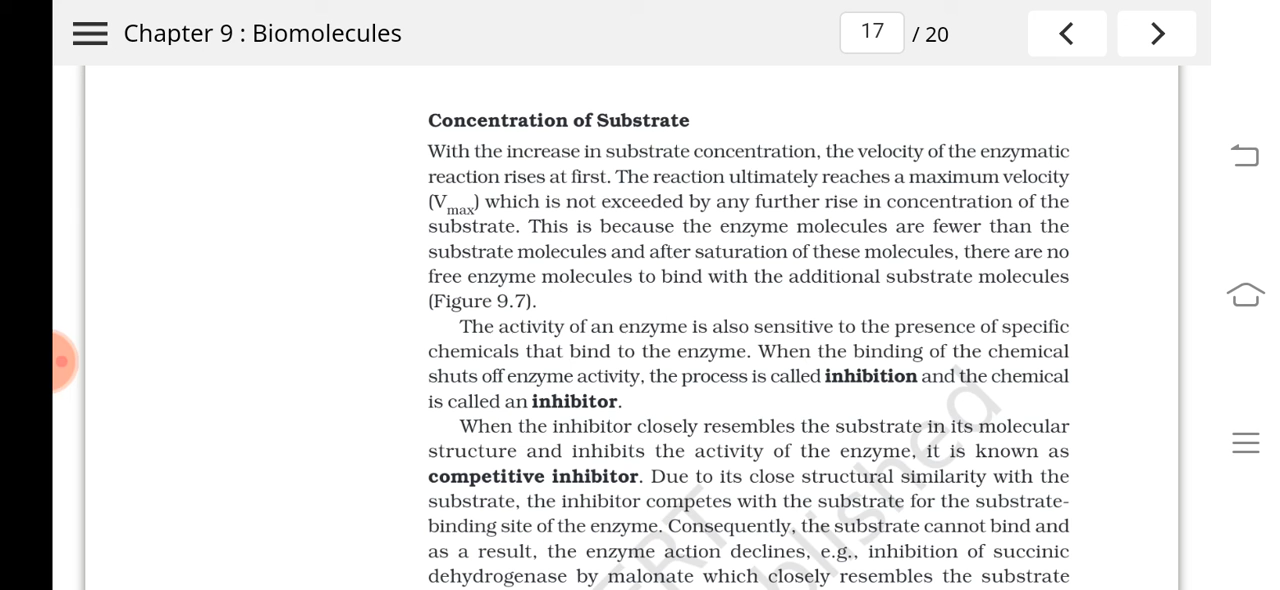 Chapter 9 : Biomolecules
17 / 20
Concentration of Substrate
With the increase in substrate concentration, the velocity of the enzymatic
reaction rises at first. The reaction ultimately reaches a maximum velocity
(Vmax) which is not exceeded by any further rise in concentration of the
substrate. This is because the enzyme molecules are fewer than the
substrate molecules and after saturation of these molecules, there are no
free enzyme molecules to bind with the additional substrate molecules
(Figure 9.7).
The activity of an enzyme is also sensitive to the presence of specific
chemicals that bind to the enzyme. When the binding of the chemical
shuts off enzyme activity, the process is called inhibition and the chemical
is called an inhibitor.
When the inhibitor closely resembles the substrate in its molecular
structure and inhibits the activity of the enzyme, it is known as
competitive inhibitor. Due to its close structural similarity with the
substrate, the inhibitor competes with the substrate for the substrate-
binding site of the enzyme. Consequently, the substrate cannot bind and
as a result, the enzyme action declines, e.g., inhibition of succinic
dehydrogenase by malonate which closely resembles the substrate